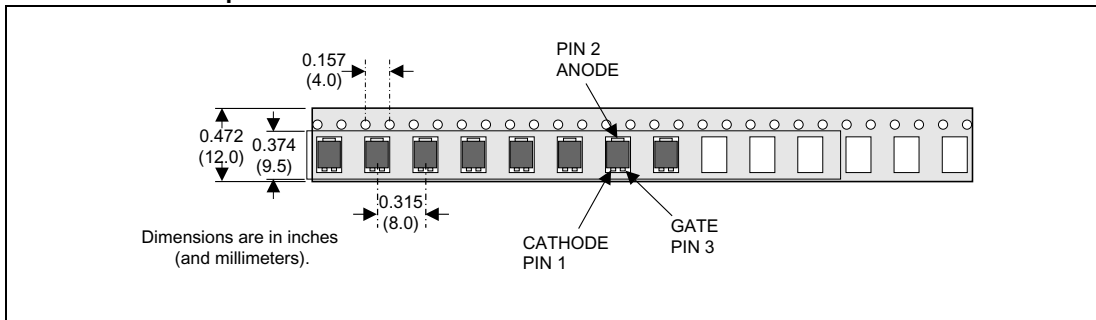 PIN 2
ANODE
0.157
(4.0)
0.472
(12.0)
0.374
(9.5)
0.315
(8.0)
Dimensions are in inches
(and millimeters).
CATHODE
PIN 1
GATE
PIN 3